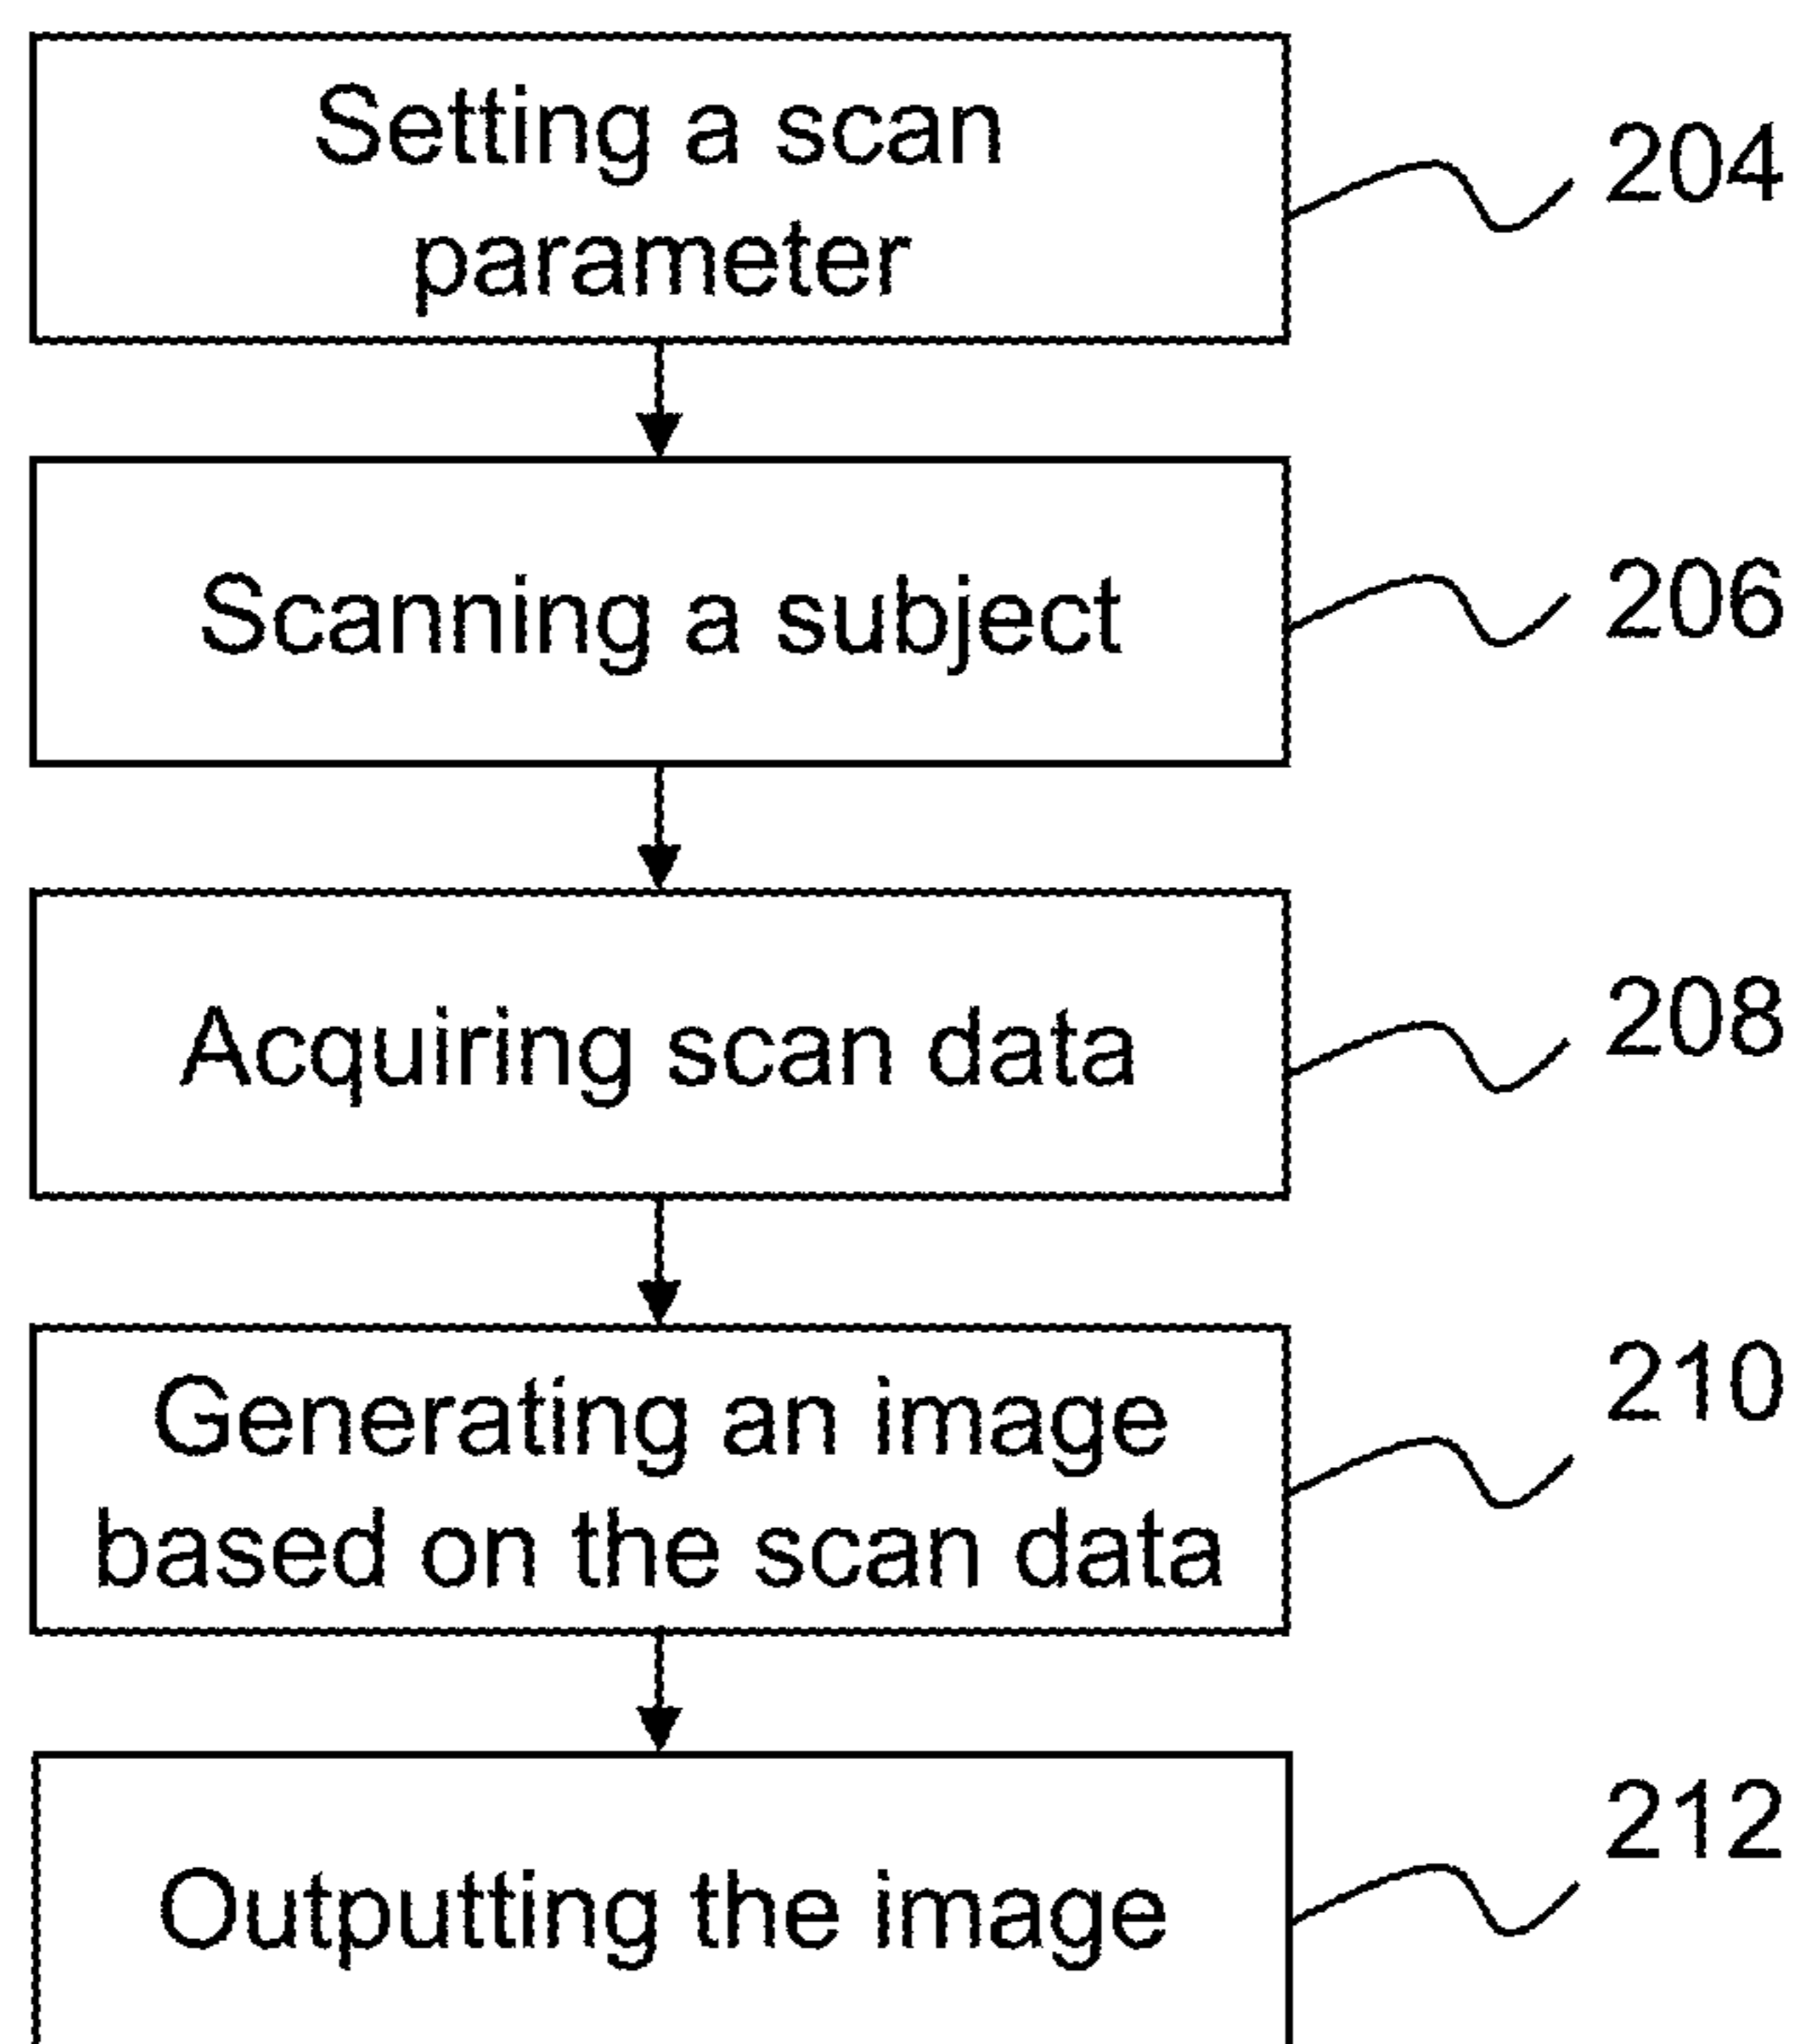 Setting a scan
parameter
204
Scanning a subject
206
Acquiring scan data
208
Generating an image
based on the scan data
210
Outputting the image
212